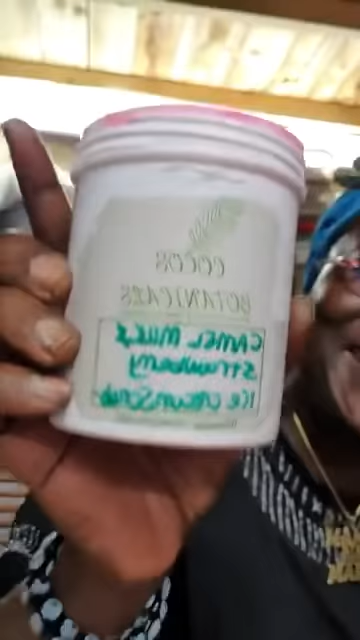 COCOS
BOTANICALS
CAMEL MILK
Strawberry
ICE CREAM Scrub